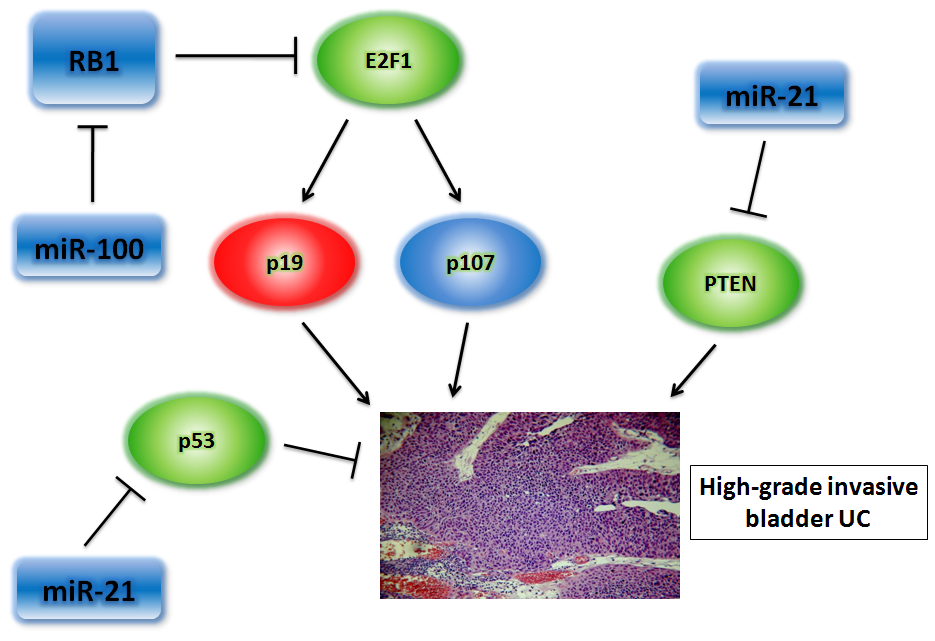 RB1
E2F1
miR-21
miR-100
p19
p107
PTEN
p53
High-grade invasive
bladder UC
miR-21